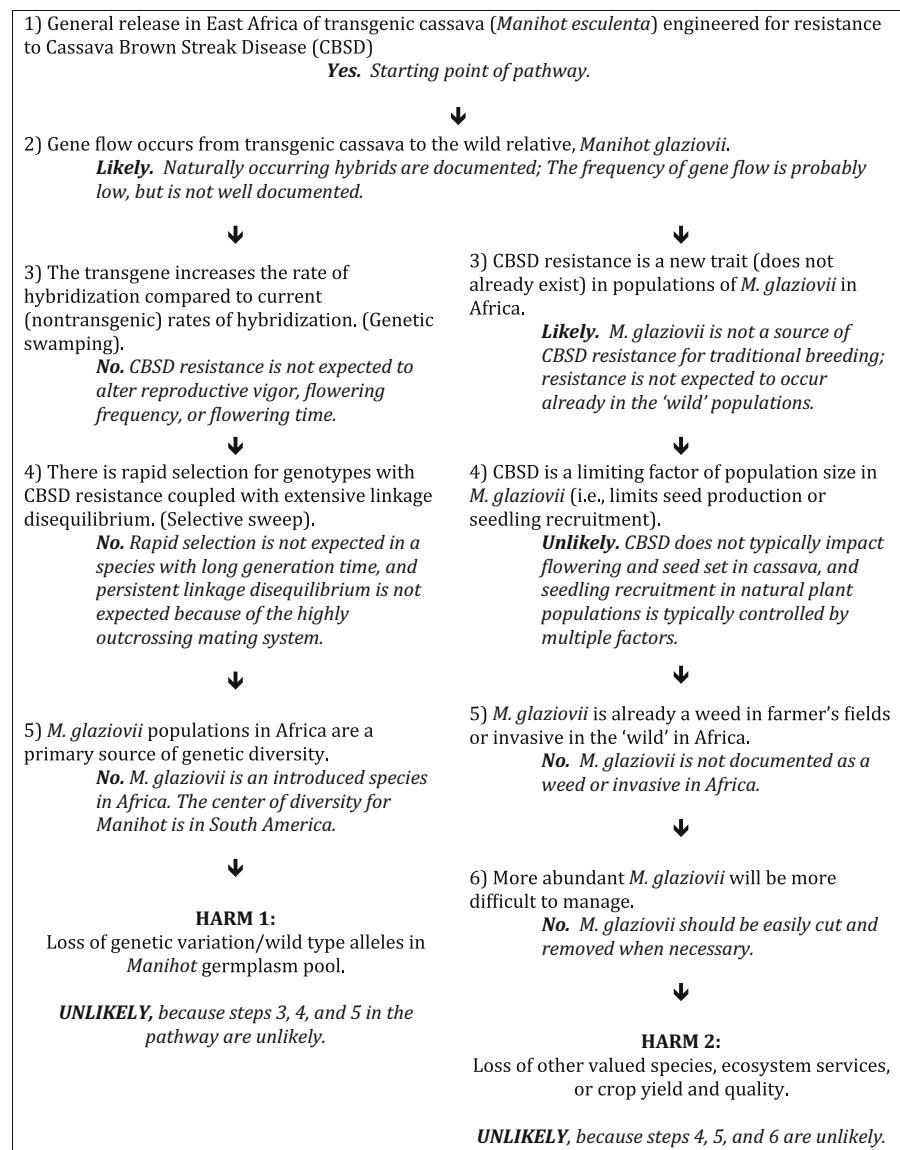 1) General release in East Africa of transgenic cassava (Manihot esculenta) engineered for resistance
to Cassava Brown Streak Disease (CBSD)
Yes. Starting point of pathway.
2) Gene flow occurs from transgenic cassava to the wild relative, Manihot glaziovii.
Likely. Naturally occurring hybrids are documented; The frequency of gene flow is probably
low, but is not well documented.
3) The transgene increases the rate of
hybridization compared to current
(nontransgenic) rates of hybridization. (Genetic
swamping).
No. CBSD resistance is not expected to
alter reproductive vigor, flowering
frequency, or flowering time.
4) There is rapid selection for genotypes with
CBSD resistance coupled with extensive linkage
disequilibrium. (Selective sweep).
No. Rapid selection is not expected in a
species with long generation time, and
persistent linkage disequilibrium is not
expected because of the highly
outcrossing mating system.
5) M. glaziovii populations in Africa are a
primary source of genetic diversity.
No. M. glaziovii is an introduced species
in Africa. The center of diversity for
Manihot is in South America.
HARM 1:
Loss of genetic variation/wild type alleles in
Manihot germplasm pool.
UNLIKELY, because steps 3, 4, and 5 in the
pathway are unlikely.
3) CBSD resistance is a new trait (does not
already exist) in populations of M. glaziovii in
Africa.
Likely. M. glaziovii is not a source of
CBSD resistance for traditional breeding;
resistance is not expected to occur
already in the ‘wild’ populations.
4) CBSD is a limiting factor of population size in
M. glaziovii (i.e., limits seed production or
seedling recruitment).
Unlikely. CBSD does not typically impact
flowering and seed set in cassava, and
seedling recruitment in natural plant
populations is typically controlled by
multiple factors.
5) M. glaziovii is already a weed in farmer’s fields
or invasive in the ‘wild’ in Africa.
No. M. glaziovii is not documented as a
weed or invasive in Africa.
6) More abundant M. glaziovii will be more
difficult to manage.
No. M. glaziovii should be easily cut and
removed when necessary.
HARM 2:
Loss of other valued species, ecosystem services,
or crop yield and quality.
UNLIKELY, because steps 4, 5, and 6 are unlikely.